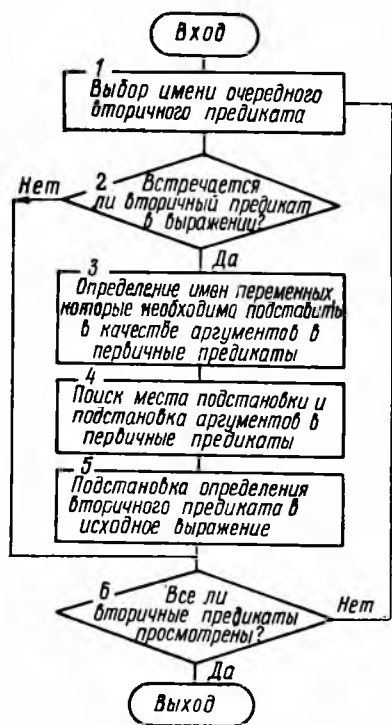 Вход
1
Выбор имени очередного
вторичного предиката
Нет
2 Встречается
ли вторичный предикат
в выражении?
Да
3
Определение имен переменных,
которые необходима подставить
в качестве аргументов в
первичные предикаты
4
Поиск места подстановки и
подстановка аргументов в
первичные предикаты
5
Подстановка определения
вторичного предиката в
исходное выражение
6 Все ли
вторичные предикаты
просмотрены?
Нет
Да
Выход